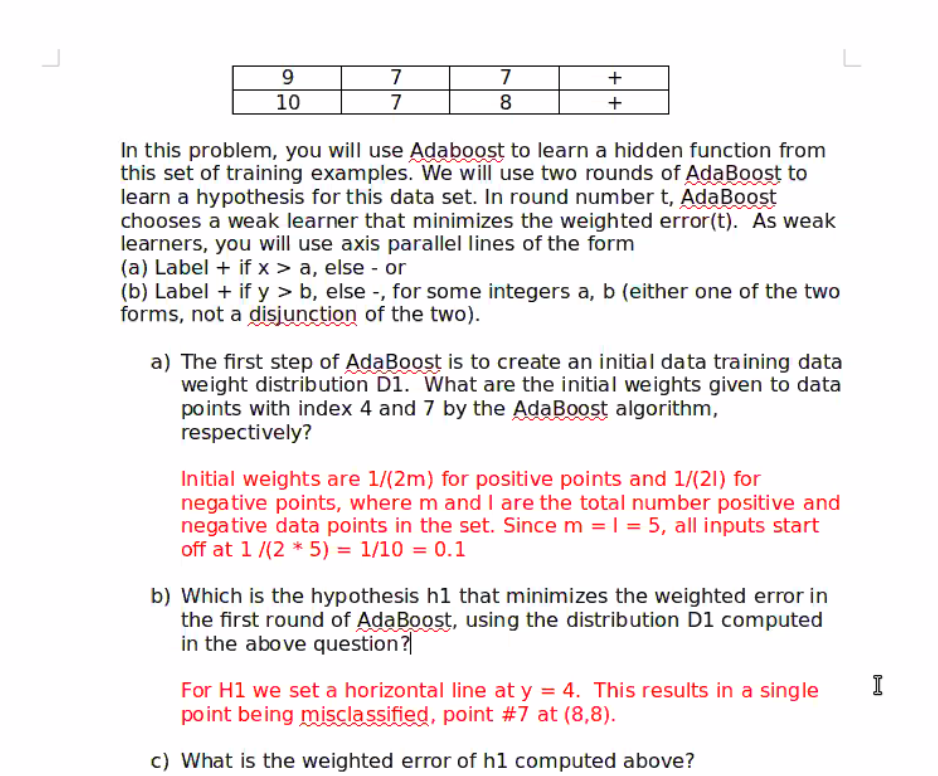 9 7 7 +
10 7 8 +
In this problem, you will use Adaboost to learn a hidden function from
this set of training examples. We will use two rounds of AdaBoost to
learn a hypothesis for this data set. In round number t, AdaBoost
chooses a weak learner that minimizes the weighted error(t).  As weak
learners, you will use axis parallel lines of the form
(a) Label + if x > a, else - or
(b) Label + if y > b, else -, for some integers a, b (either one of the two
forms, not a disjunction of the two).
a) The first step of AdaBoost is to create an initial data training data
weight distribution D1.  What are the initial weights given to data
points with index 4 and 7 by the AdaBoost algorithm,
respectively?
Initial weights are 1/(2m) for positive points and 1/(2l) for
negative points, where m and l are the total number positive and
negative data points in the set. Since m = l = 5, all inputs start
off at 1 /(2 * 5) = 1/10 = 0.1
b) Which is the hypothesis h1 that minimizes the weighted error in
the first round of AdaBoost, using the distribution D1 computed
in the above question?
For H1 we set a horizontal line at y = 4.  This results in a single
point being misclassified, point #7 at (8,8).
c) What is the weighted error of h1 computed above?